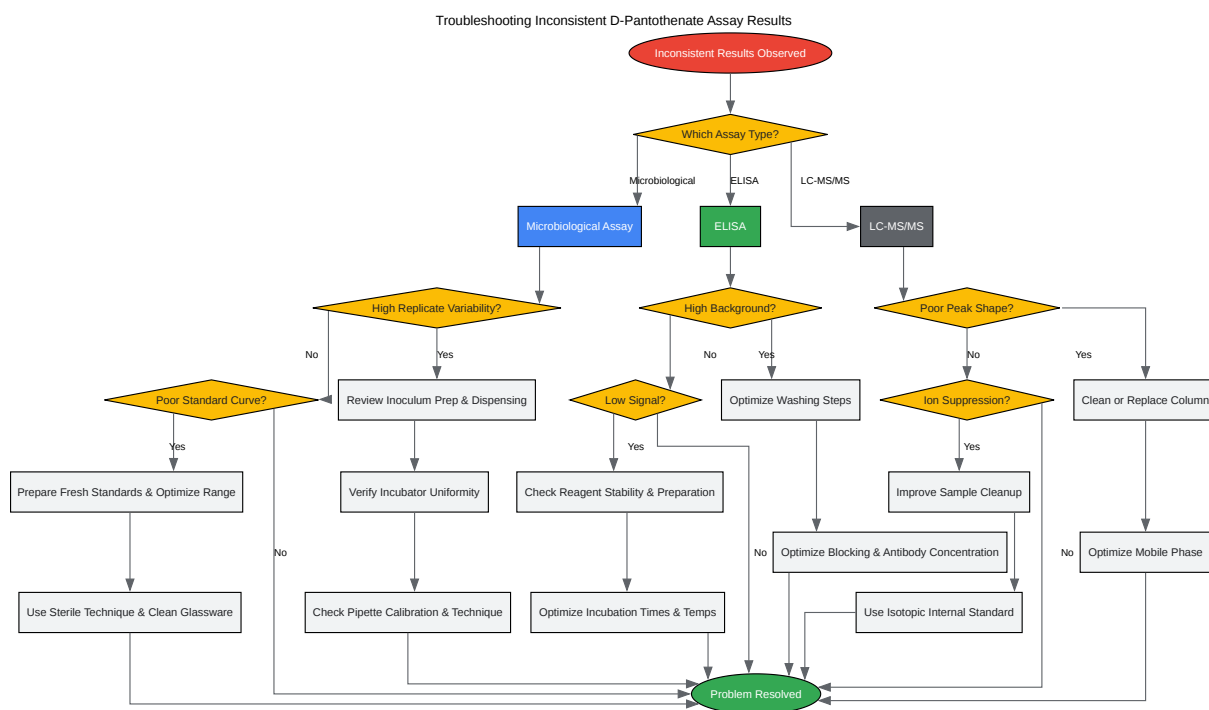 Troubleshooting Inconsistent D-Pantothenate Assay Results
Inconsistent Results Observed
Which Assay Type?
Microbiological
ELISA
LC-MS/MS
Microbiological Assay
ELISA
LC-MS/MS
High Replicate Variability?
High Background?
Poor Peak Shape?
No
Yes
No
Yes
No
Yes
Poor Standard Curve?
Review Inoculum Prep & Dispensing
Low Signal?
Optimize Washing Steps
Ion Suppression?
Clean or Replace Column
Yes
Yes
Yes
Prepare Fresh Standards & Optimize Range
Verify Incubator Uniformity
Check Reagent Stability & Preparation
Improve Sample Cleanup
No
No
Optimize Blocking & Antibody Concentration
No
Optimize Mobile Phase
Use Sterile Technique & Clean Glassware
Check Pipette Calibration & Technique
Optimize Incubation Times & Temps
Use Isotopic Internal Standard
Problem Resolved